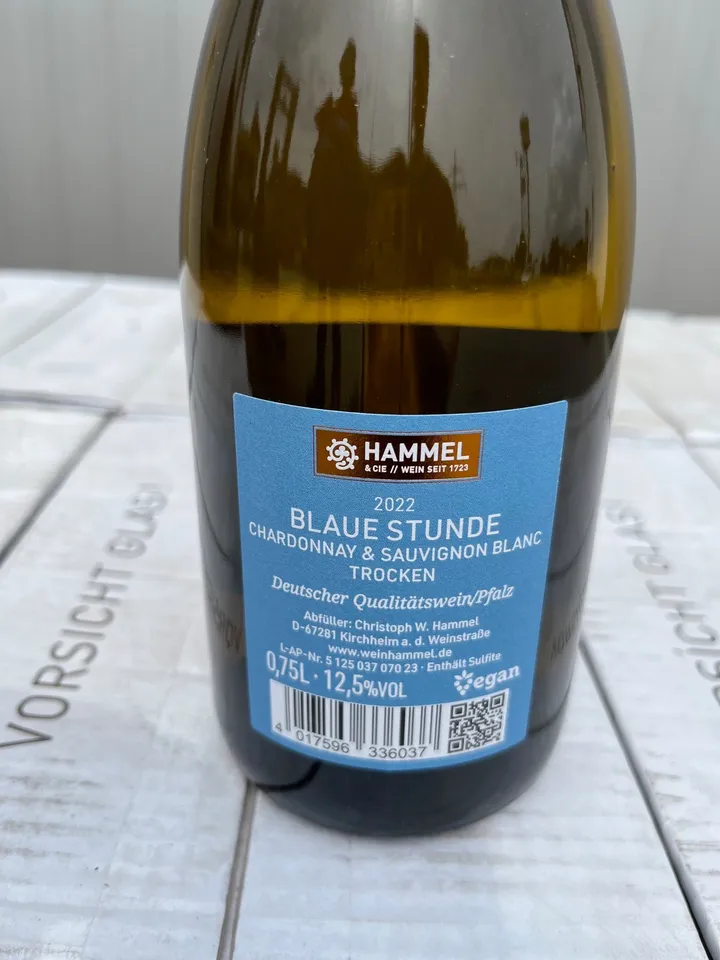 HAMMEL
& CIE // WEIN SEIT 1723
2022
BLAUE STUNDE
CHARDONNAY & SAUVIGNON BLANC
TROCKEN
Deutscher Qualitätswein/Pfalz
Abfüller: Christoph W. Hammel
D-67281 Kirchheim a. d. Weinstraße
www.weinhammel.de
L-AP-Nr. 5 125 037 070 23 · Enthält Sulfite
0,75L · 12,5%VOL
Vegan
4 017596 336037
VORSICHT GLAS
VORSICHT GLAS